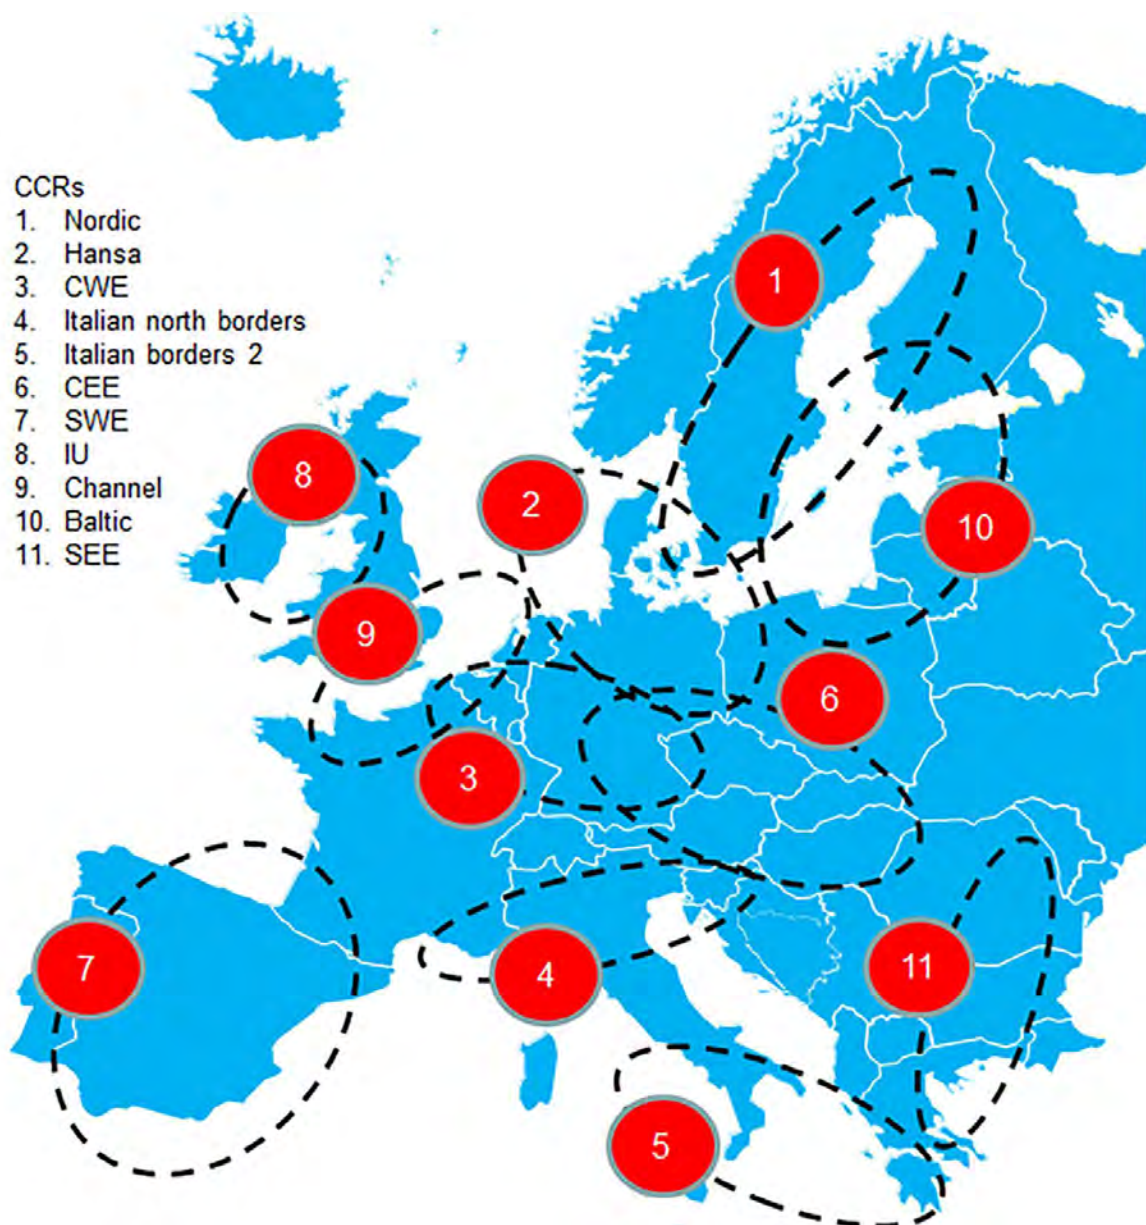 CCRs
1. Nordic
2. Hansa
3. CWE
4. Italian north borders
5. Italian borders 2
6. CEE
7. SWE
8. IU
9. Channel
10. Baltic
11. SEE
1
8
2
10
9
6
3
7
4
11
5